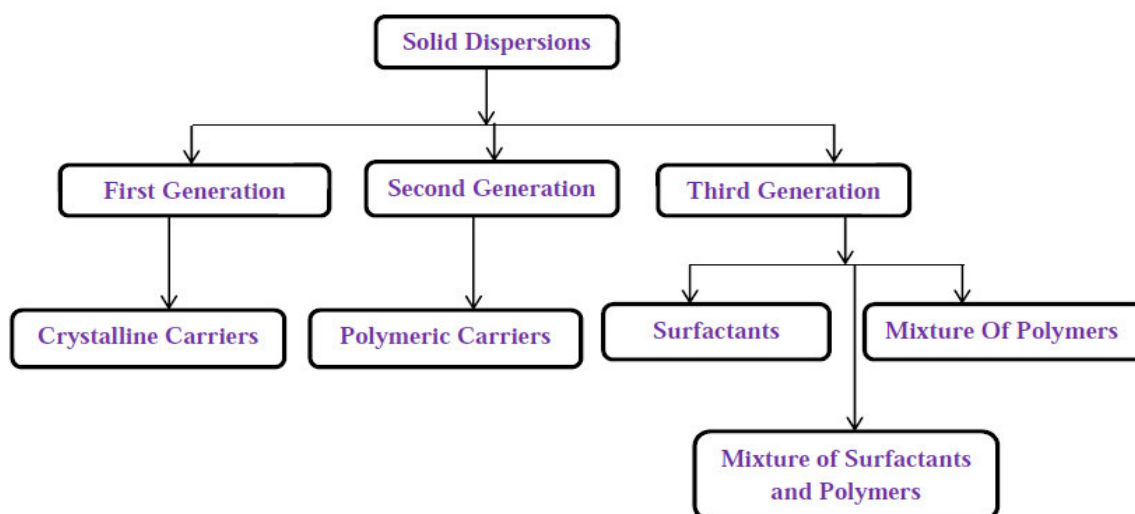 Solid Dispersions
First Generation
Second Generation
Third Generation
Crystalline Carriers
Polymeric Carriers
Surfactants
Mixture Of Polymers
Mixture of Surfactants
and Polymers